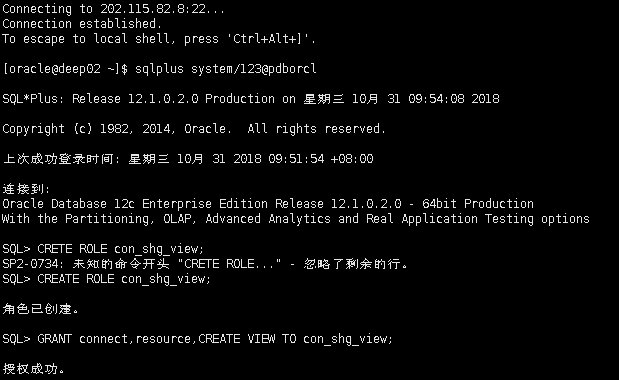 Connecting to 202.115.82.8:22...
Connection established.
To escape to local shell, press 'Ctrl+Alt+]'.
[oracle@deep02 ~]$ sqlplus system/123@pdborcl
SQL*Plus: Release 12.1.0.2.0 Production on 星期三 10月 31 09:54:08 2018
Copyright (c) 1982, 2014, Oracle.  All rights reserved.
上次成功登录时间: 星期三 10月 31 2018 09:51:54 +08:00
连接到:
Oracle Database 12c Enterprise Edition Release 12.1.0.2.0 - 64bit Production
With the Partitioning, OLAP, Advanced Analytics and Real Application Testing options
SQL> CRETE ROLE con_shg_view;
SP2-0734: 未知的命令开头 "CRETE ROLE..." - 忽略了剩余的行。
SQL> CREATE ROLE con_shg_view;
角色已创建。
SQL> GRANT connect,resource,CREATE VIEW TO con_shg_view;
授权成功。